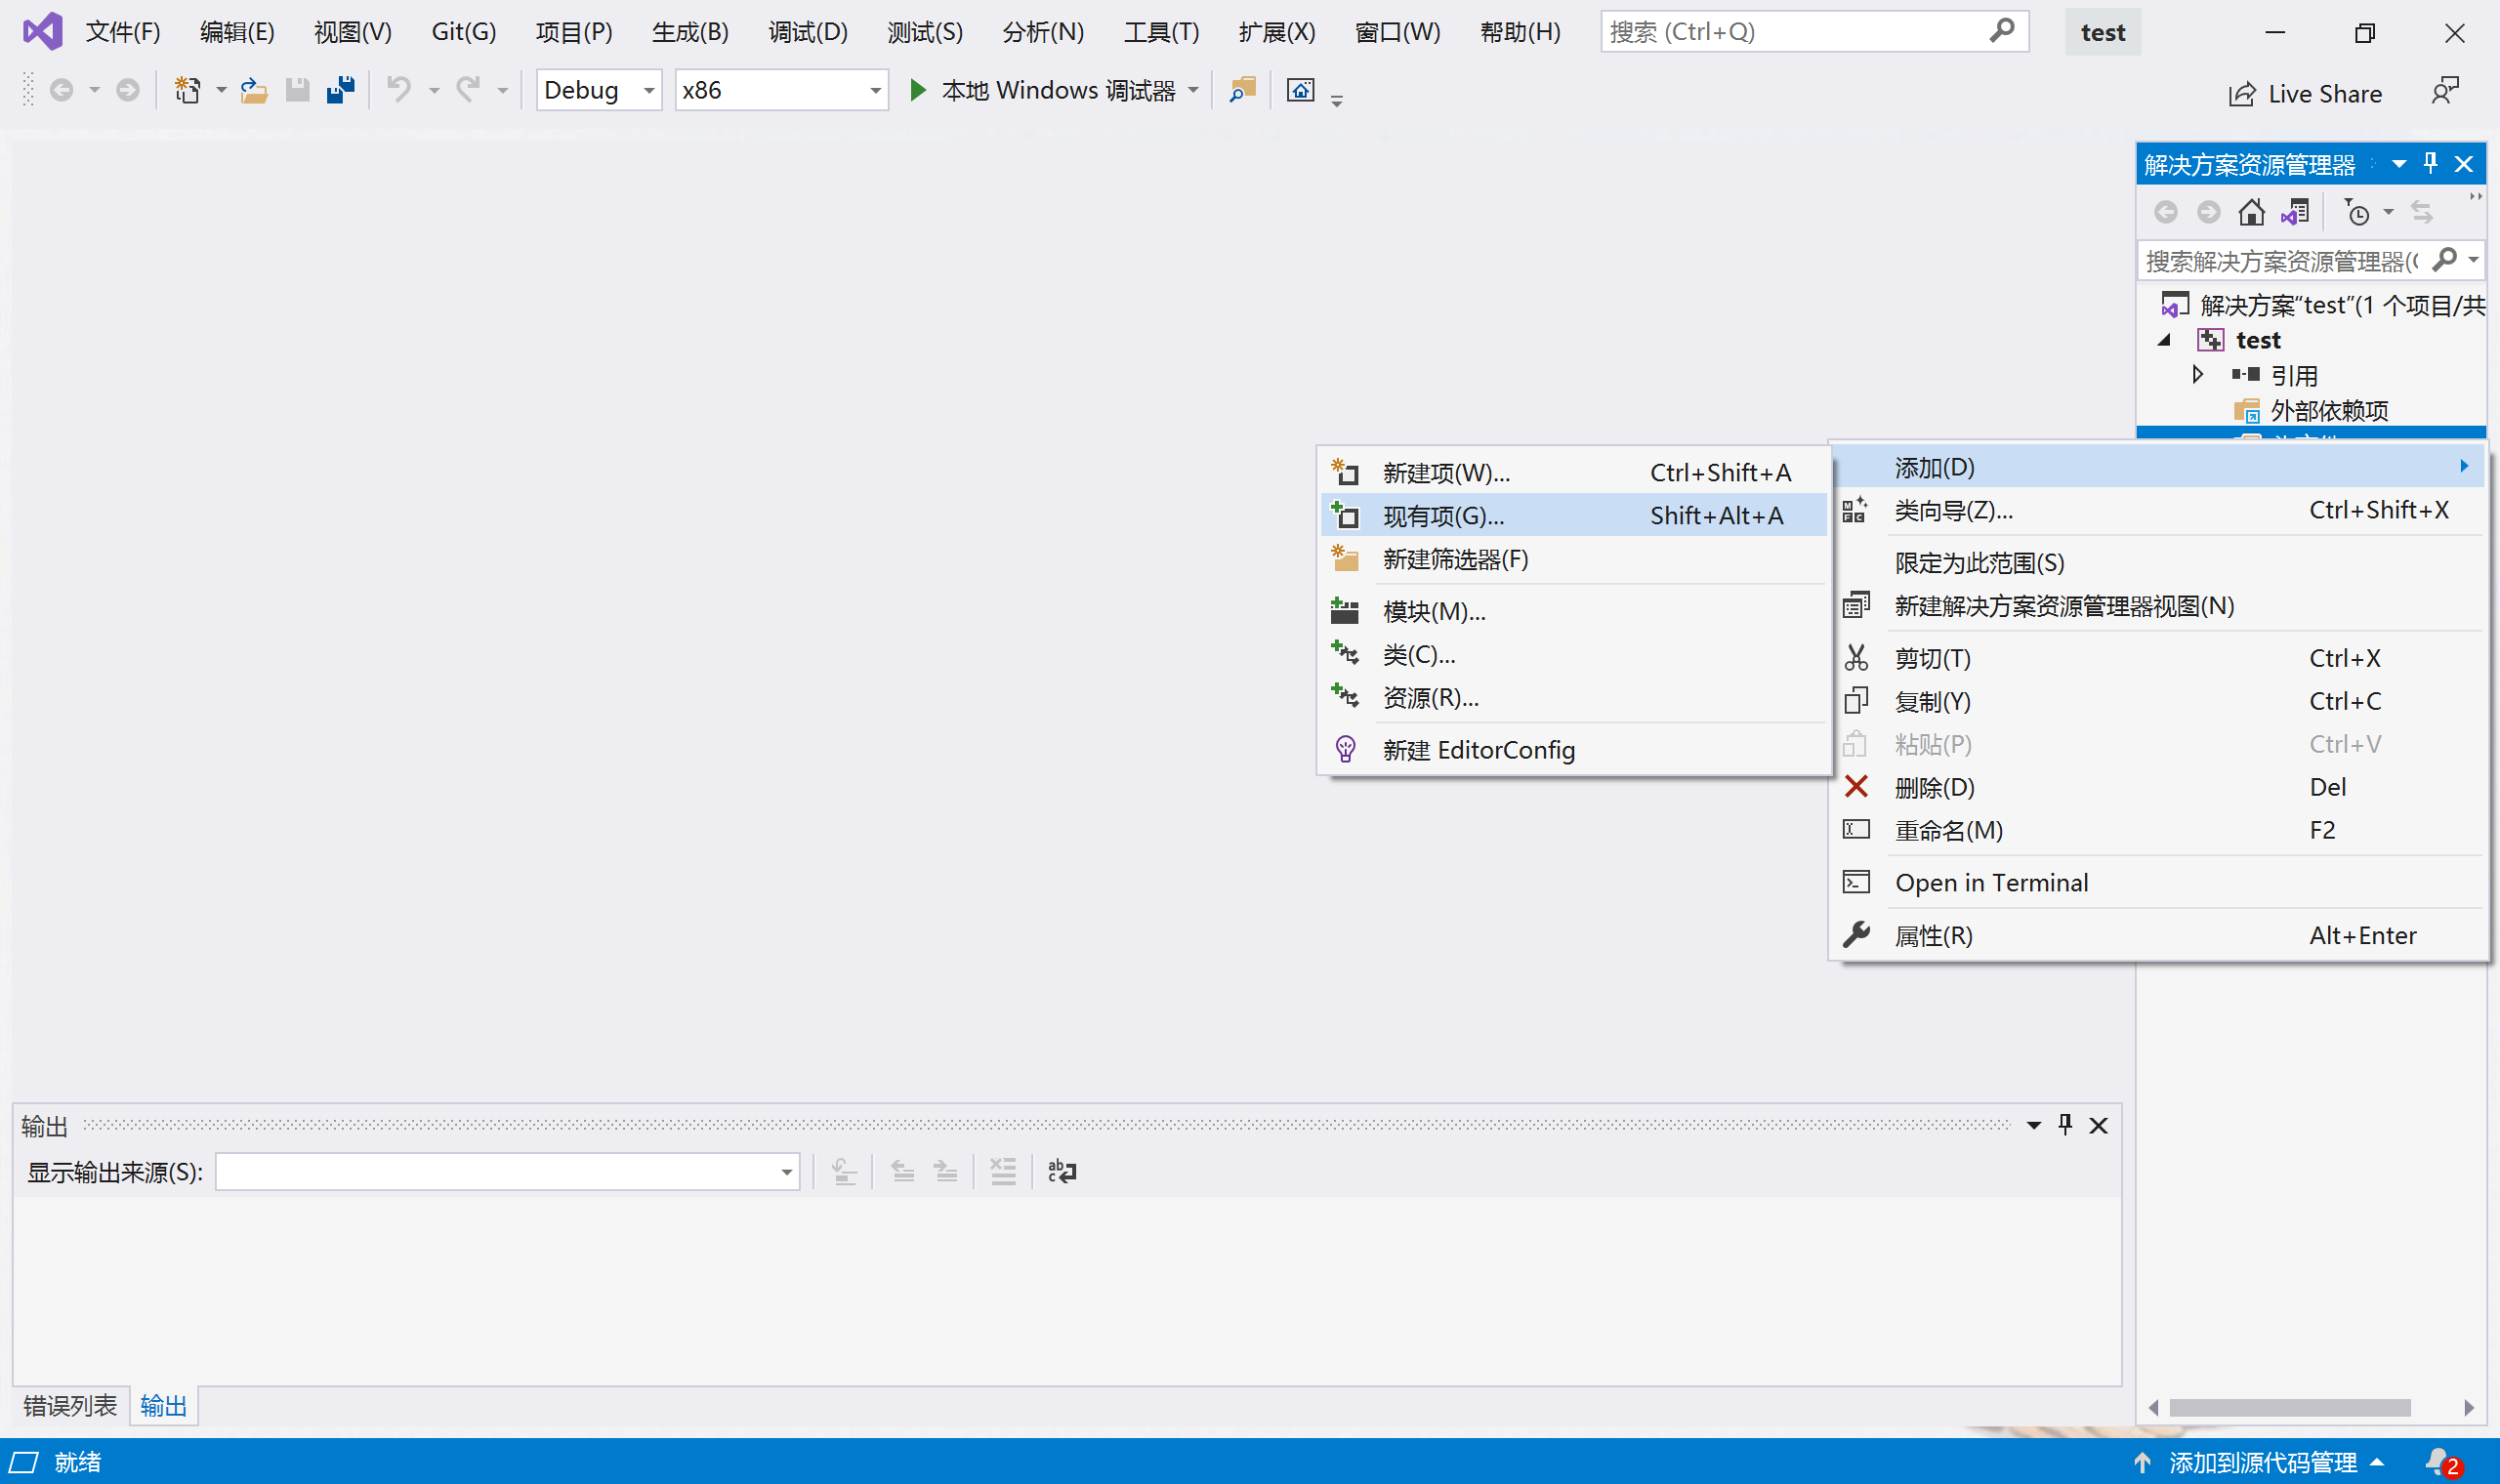 文件(F) 编辑(E) 视图(V) Git(G) 项目(P) 生成(B) 调试(D) 测试(S) 分析(N) 工具(T) 扩展(X) 窗口(W) 帮助(H) 搜索 (Ctrl+Q) test
Debug x86 本地 Windows 调试器 Live Share
解决方案资源管理器
搜索解决方案资源管理器(
解决方案“test”(1 个项目/共
test
引用
外部依赖项
新建项(W)... Ctrl+Shift+A
现有项(G)... Shift+Alt+A
新建筛选器(F)
模块(M)...
类(C)...
资源(R)...
新建 EditorConfig
添加(D)
类向导(Z)... Ctrl+Shift+X
限定为此范围(S)
新建解决方案资源管理器视图(N)
剪切(T) Ctrl+X
复制(Y) Ctrl+C
粘贴(P) Ctrl+V
删除(D) Del
重命名(M) F2
Open in Terminal
属性(R) Alt+Enter
输出
显示输出来源(S):
错误列表 输出
就绪 添加到源代码管理 2